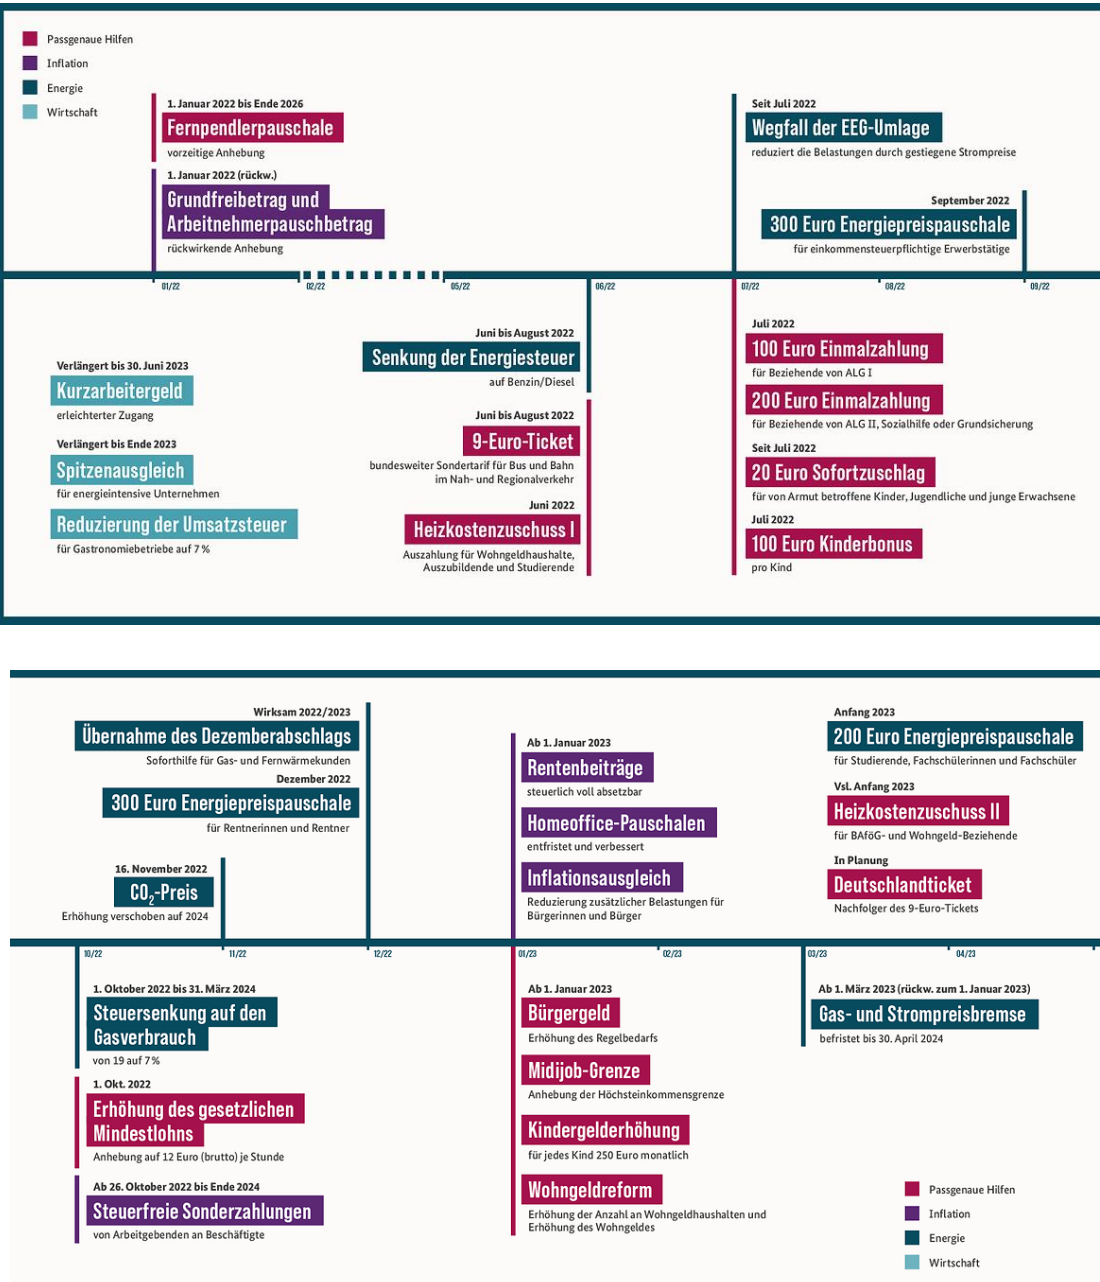 Passgenaue Hilfen
Inflation
Energie
Wirtschaft
1. Januar 2022 bis Ende 2026
Fernpendlerpauschale
vorzeitige Anhebung
1. Januar 2022 (rückw.)
Grundfreibetrag und
Arbeitnehmerpauschbetrag
rückwirkende Anhebung
Seit Juli 2022
Wegfall der EEG-Umlage
reduziert die Belastungen durch gestiegene Strompreise
September 2022
300 Euro Energiepreispauschale
für einkommensteuerpflichtige Erwerbstätige
01/22
02/22
05/22
06/22
07/22
08/22
09/22
Verlängert bis 30. Juni 2023
Kurzarbeitergeld
erleichterter Zugang
Verlängert bis Ende 2023
Spitzenausgleich
für energieintensive Unternehmen
Reduzierung der Umsatzsteuer
für Gastronomiebetriebe auf 7 %
Juni bis August 2022
Senkung der Energiesteuer
auf Benzin/Diesel
Juni bis August 2022
9-Euro-Ticket
bundesweiter Sondertarif für Bus und Bahn
im Nah- und Regionalverkehr
Juni 2022
Heizkostenzuschuss I
Auszahlung für Wohngeldhaushalte,
Auszubildende und Studierende
Juli 2022
100 Euro Einmalzahlung
für Beziehende von ALG I
200 Euro Einmalzahlung
für Beziehende von ALG II, Sozialhilfe oder Grundsicherung
Seit Juli 2022
20 Euro Sofortzuschlag
für von Armut betroffene Kinder, Jugendliche und junge Erwachsene
Juli 2022
100 Euro Kinderbonus
pro Kind
Wirksam 2022/2023
Übernahme des Dezemberabschlags
Soforthilfe für Gas- und Fernwärmekunden
Dezember 2022
300 Euro Energiepreispauschale
für Rentnerinnen und Rentner
16. November 2022
CO₂-Preis
Erhöhung verschoben auf 2024
Ab 1. Januar 2023
Rentenbeiträge
steuerlich voll absetzbar
Homeoffice-Pauschalen
entfristet und verbessert
Inflationsausgleich
Reduzierung zusätzlicher Belastungen für
Bürgerinnen und Bürger
Anfang 2023
200 Euro Energiepreispauschale
für Studierende, Fachschülerinnen und Fachschüler
Vsl. Anfang 2023
Heizkostenzuschuss II
für BAföG- und Wohngeld-Beziehende
In Planung
Deutschlandticket
Nachfolger des 9-Euro-Tickets
10/22
11/22
12/22
01/23
02/23
03/23
04/23
1. Oktober 2022 bis 31. März 2024
Steuersenkung auf den
Gasverbrauch
von 19 auf 7 %
1. Okt. 2022
Erhöhung des gesetzlichen
Mindestlohns
Anhebung auf 12 Euro (brutto) je Stunde
Ab 26. Oktober 2022 bis Ende 2024
Steuerfreie Sonderzahlungen
von Arbeitgebenden an Beschäftigte
Ab 1. Januar 2023
Bürgergeld
Erhöhung des Regelbedarfs
Midijob-Grenze
Anhebung der Höchsteinkommensgrenze
Kindergelderhöhung
für jedes Kind 250 Euro monatlich
Wohngeldreform
Erhöhung der Anzahl an Wohngeldhaushalten und
Erhöhung des Wohngeldes
Ab 1. März 2023 (rückw. zum 1. Januar 2023)
Gas- und Strompreisbremse
befristet bis 30. April 2024
Passgenaue Hilfen
Inflation
Energie
Wirtschaft